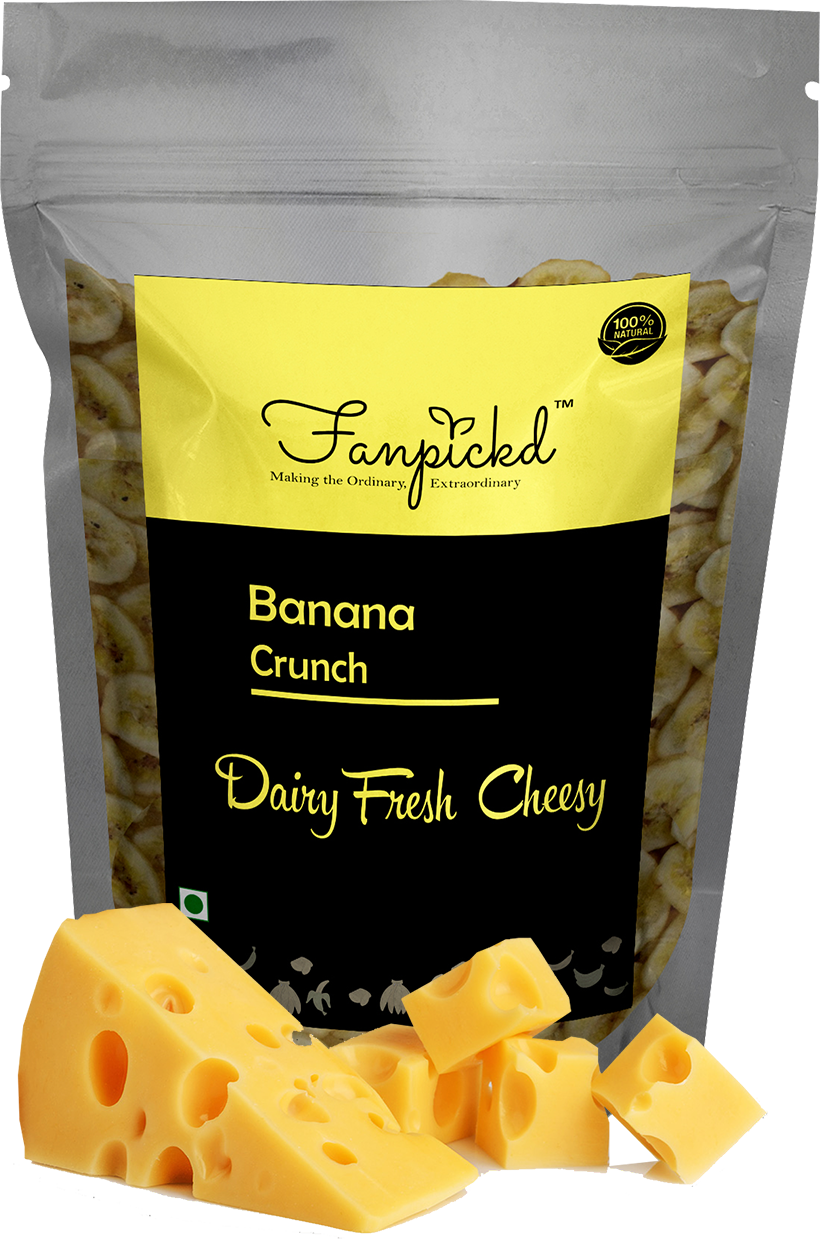 100%
NATURAL
Fanpickd™
Making the Ordinary, Extraordinary
Banana
Crunch
Dairy Fresh Cheesy